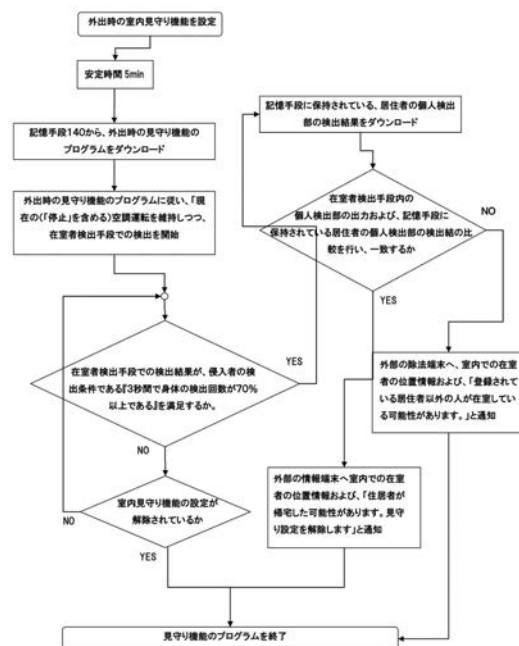 外出時の室内見守り機能を設定
安定時間 5min
記憶手段140から、外出時の見守り機能の
プログラムをダウンロード
外出時の見守り機能のプログラムに従い、「現
在の(「停止」を含める)空調運転を維持しつつ、
在室者検出手段での検出を開始
在室者検出手段での検出結果が、侵入者の検
出条件である『3秒間で身体の検出回数が70%
以上である』を満足するか。
YES
NO
室内見守り機能の設定が
解除されているか
NO
YES
記憶手段に保持されている、居住者の個人検出
部の検出結果をダウンロード
在室者検出手段内の
個人検出部の出力および、記憶手段に
保持されている居住者の個人検出部の検出結の比
較を行い、一致するか
NO
YES
外部の除法端末へ、室内での在室
者の位置情報および、「登録されて
いる居住者以外の人が在室してい
る可能性があります。」と通知
外部の情報端末へ室内での在室
者の位置情報および、「住居者が
帰宅した可能性があります。見守
り設定を解除します」と通知
見守り機能のプログラムを終了